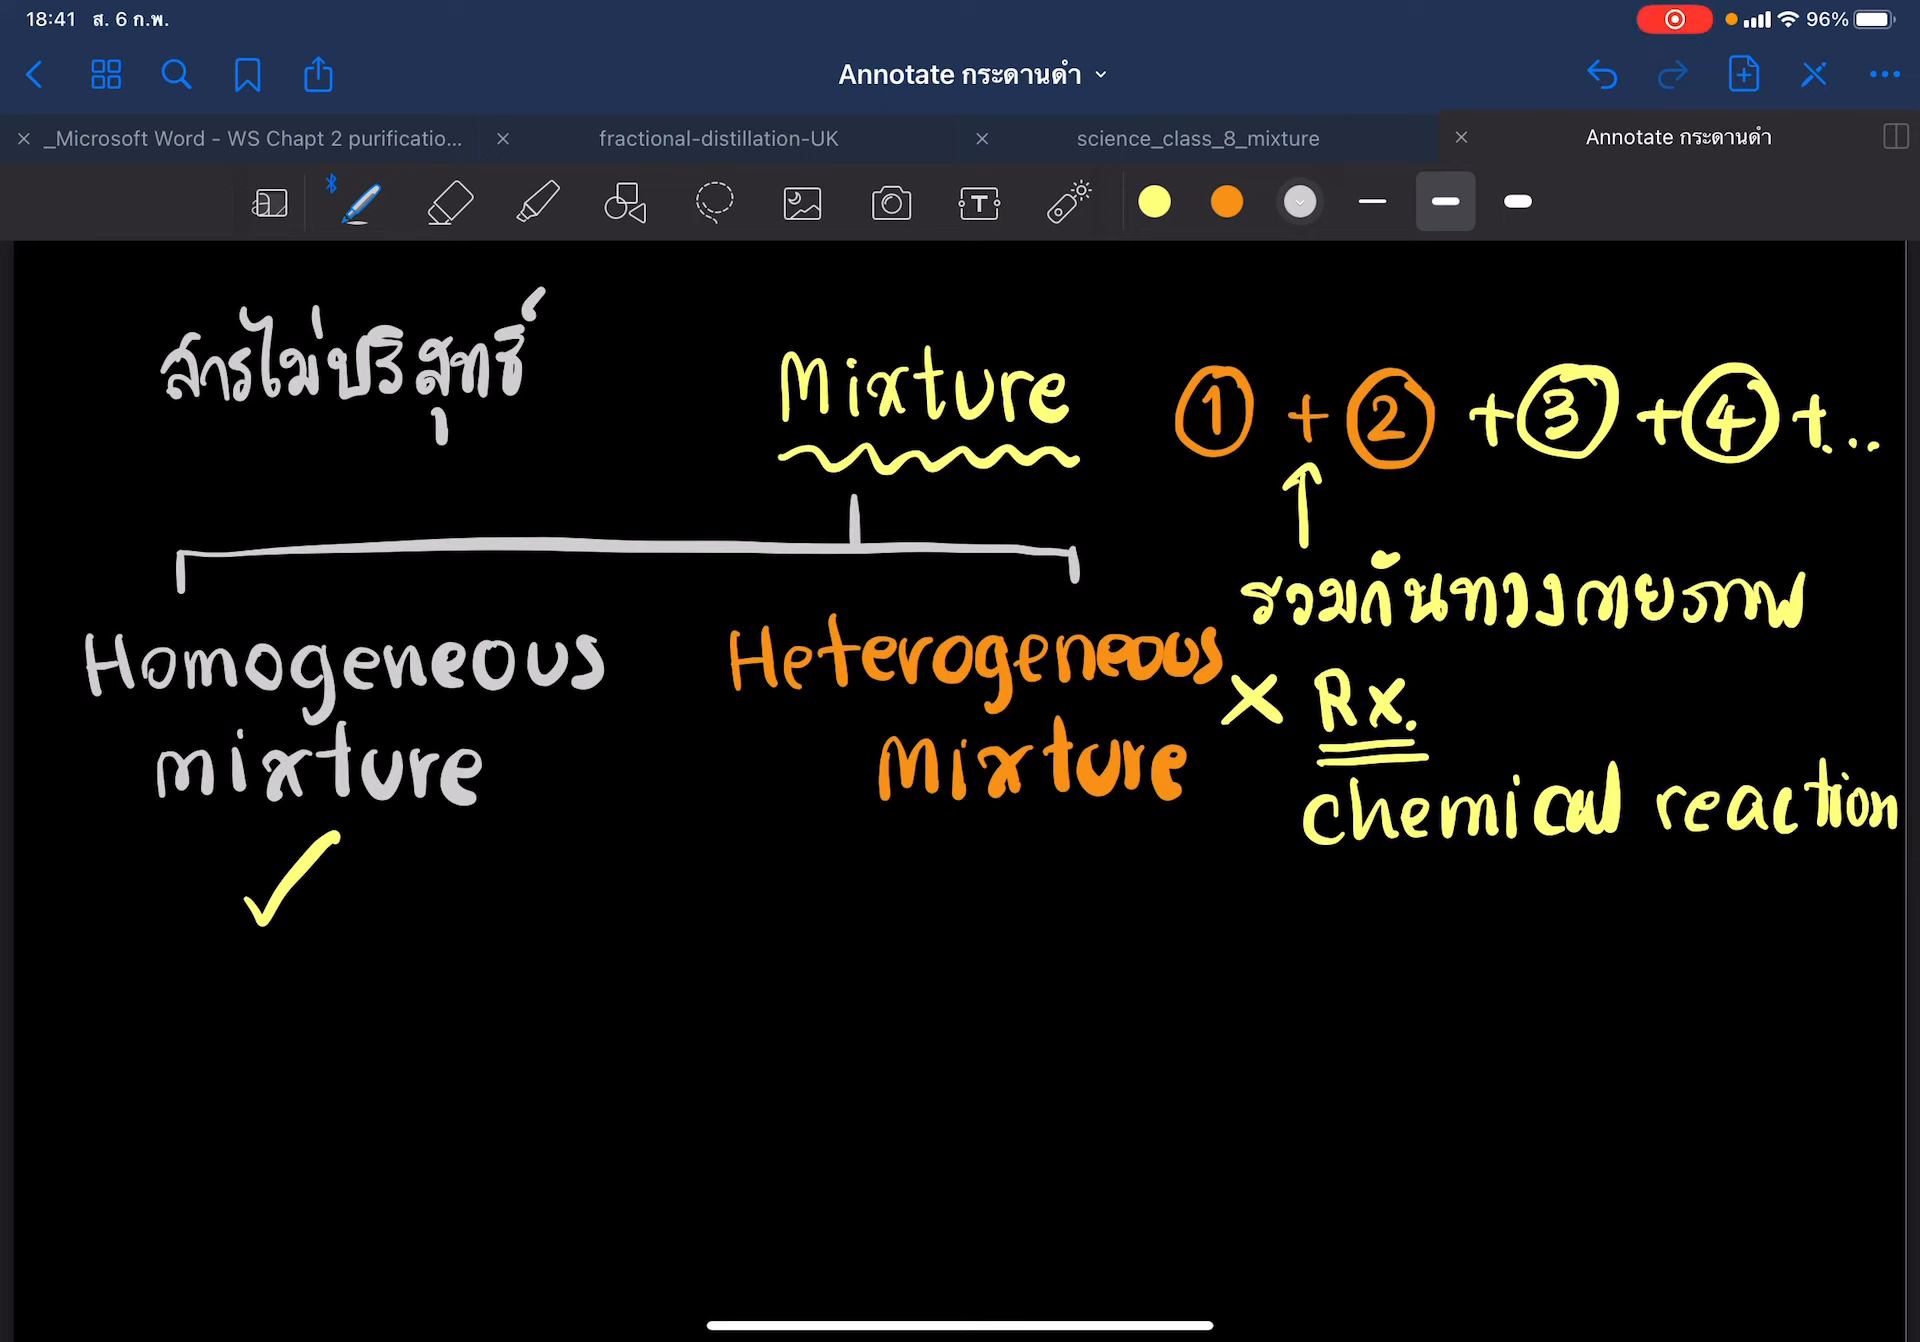 18:41 ส. 6 ก.พ. 96%
Annotate กระดานดำ
_Microsoft Word - WS Chapt 2 purificatio... fractional-distillation-UK science_class_8_mixture Annotate กระดานดำ
T
สารไม่บริสุทธิ์ Mixture 1 + 2 + 3 + 4 + ...
รวมกันทางกายภาพ
Homogeneous Heterogeneous × Rx.
mixture Mixture chemical reaction